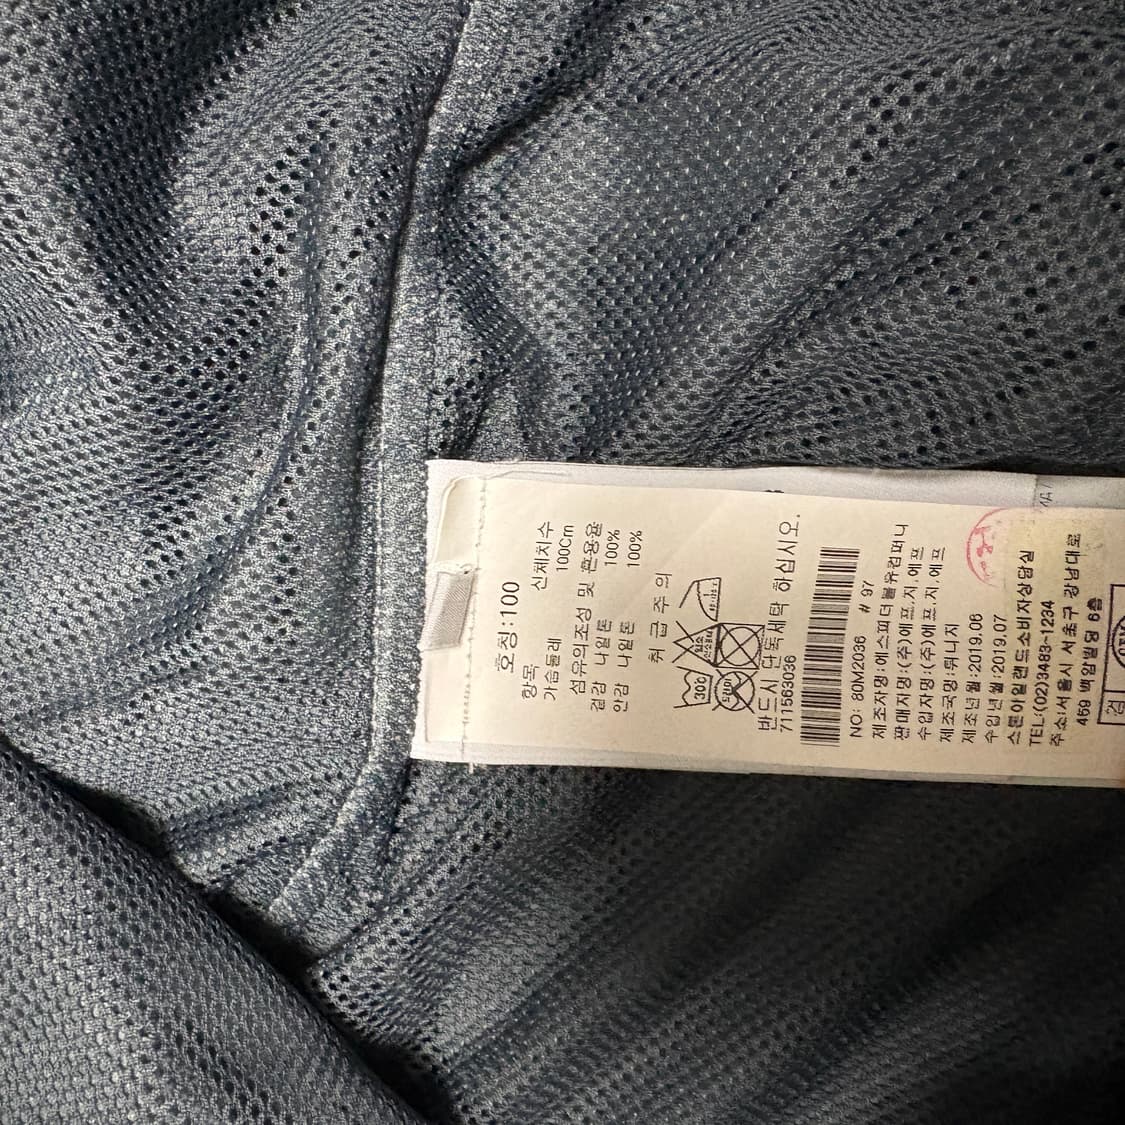 호칭:100
항목 신체치수
가슴둘레 100Cm
섬유의조성 및 혼용율
겉감 나일론 100%
안감 나일론 100%
취 급 주 의
30℃
반드시 단독세탁 하십시오.
711563036
NO: 80M2036 # 97
제조자명:에스피더블유컴퍼니
판매자명:(주)에프.지.에프
수입자명:(주)에프.지.에프
제조국명:튀니지
제조년월:2019.06
수입년월:2019.07
스톤아일랜드소비자상담실
TEL:(02)3483-1234
주소:서울시 서초구 강남대로
459 백암빌딩 6층
검